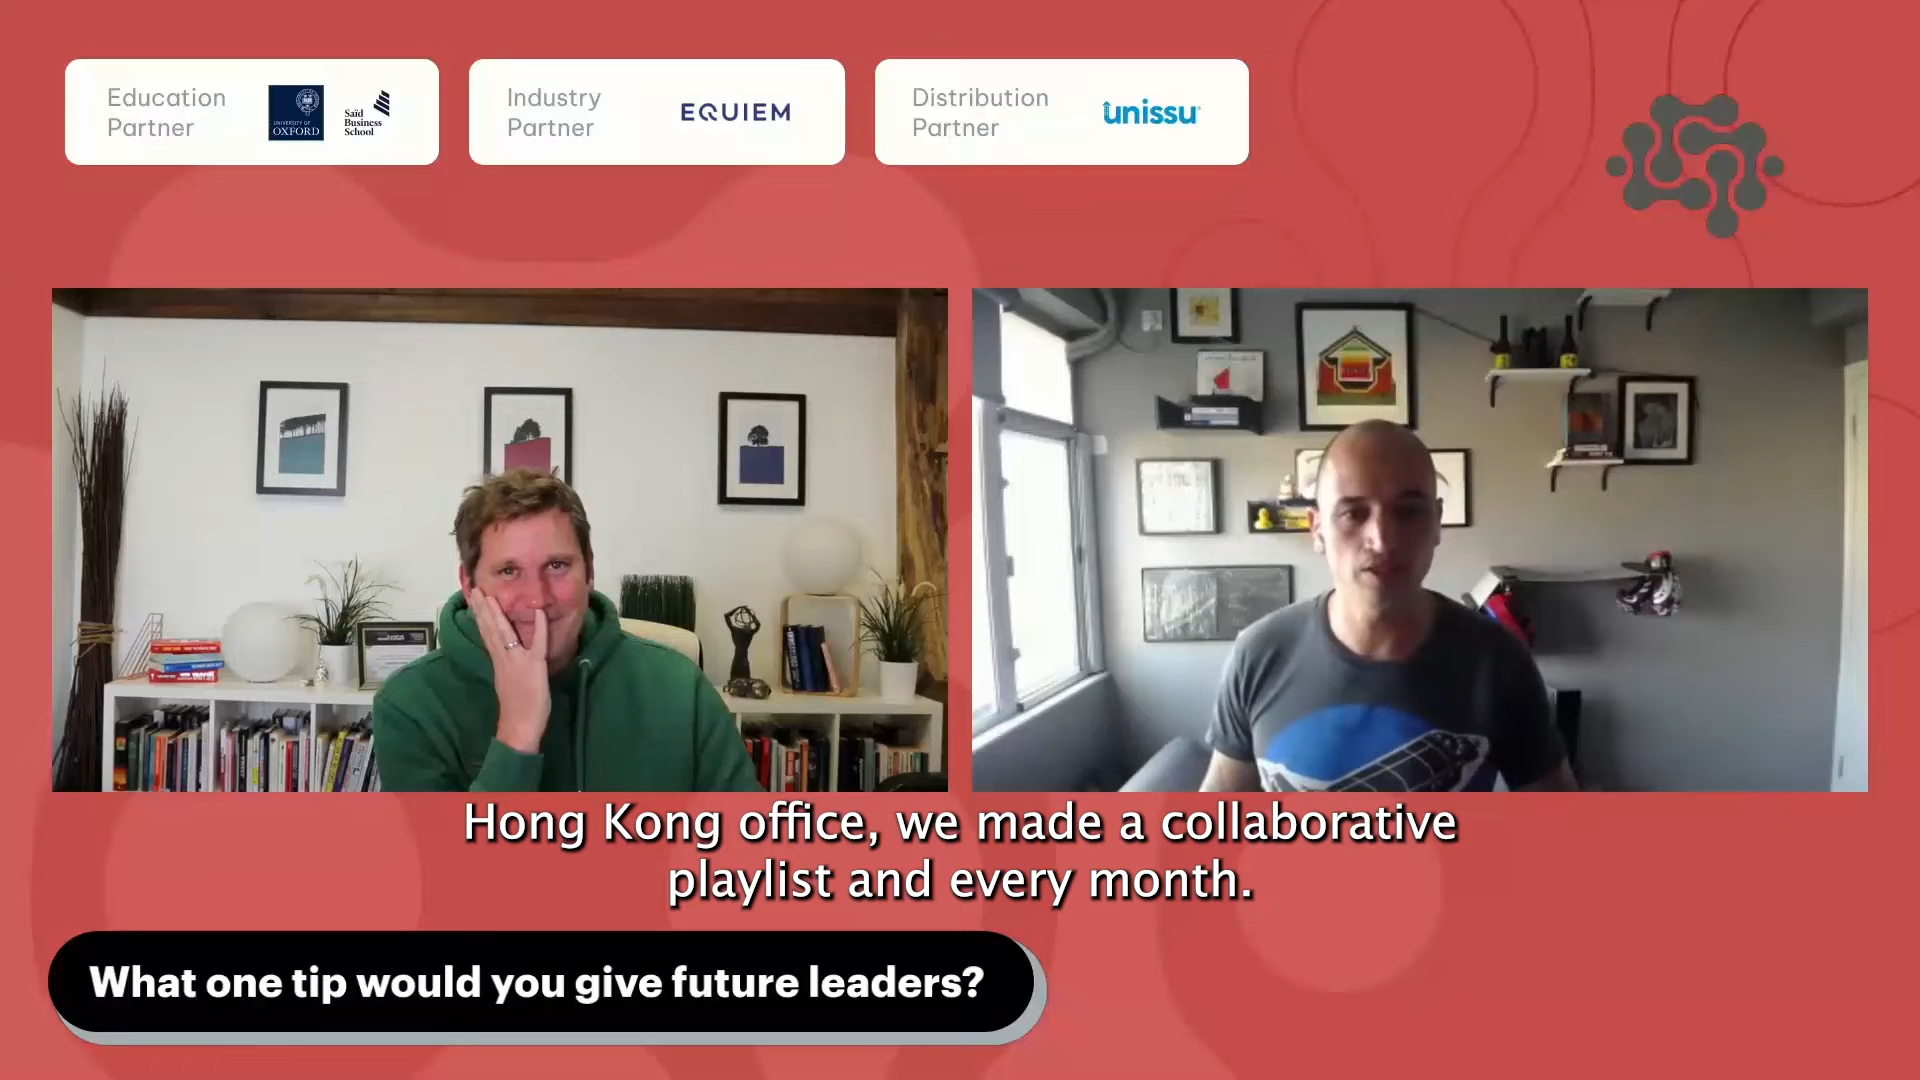 Education
Partner
UNIVERSITY OF
OXFORD
Saïd
Business
School
Industry
Partner
EQUIEM
Distribution
Partner
unissu
Hong Kong office, we made a collaborative
playlist and every month.
What one tip would you give future leaders?